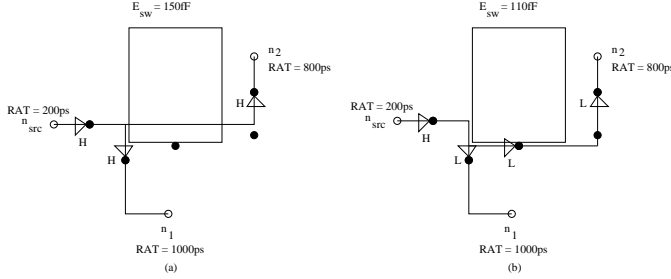 E_sw = 150fF
n_2
RAT = 800ps
H
RAT = 200ps
n_src
H
H
n_1
RAT = 1000ps
(a)
E_sw = 110fF
n_2
RAT = 800ps
L
RAT = 200ps
n_src
H
L
L
n_1
RAT = 1000ps
(b)